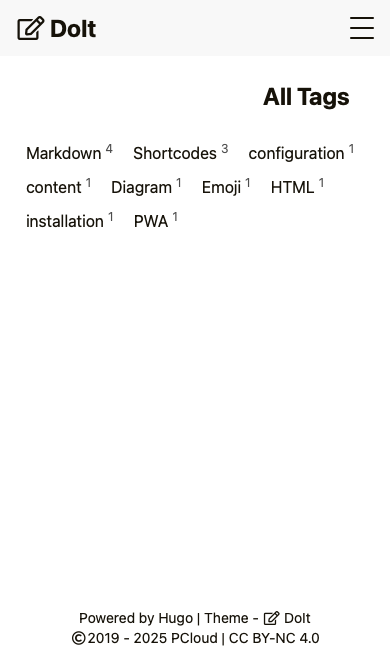 DoIt
All Tags
Markdown 4 Shortcodes 3 configuration 1
content 1 Diagram 1 Emoji 1 HTML 1
installation 1 PWA 1
Powered by Hugo | Theme - DoIt
©2019 - 2025 PCloud | CC BY-NC 4.0